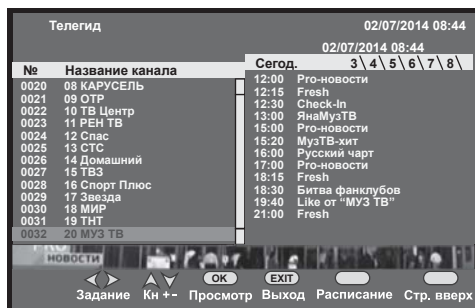 Телегид 02/07/2014 08:44
02/07/2014 08:44
Сегод. 3\ 4\ 5\ 6\ 7\ 8\
№ Название канала
0020 08 КАРУСЕЛЬ
0021 09 ОТР
0022 10 ТВ Центр
0023 11 РЕН ТВ
0024 12 Спас
0025 13 СТС
0026 14 Домашний
0027 15 ТВ3
0028 16 Спорт Плюс
0029 17 Звезда
0030 18 МИР
0031 19 ТНТ
0032 20 МУЗ ТВ
12:00 Pro-новости
12:15 Fresh
12:30 Check-In
13:00 ЯнаМузТВ
15:00 Pro-новости
15:20 МузТВ-хит
16:00 Русский чарт
17:00 Pro-новости
18:15 Fresh
18:30 Битва фанклубов
19:40 Like от “МУЗ ТВ”
21:00 Fresh
PRO
НОВОСТИ
OK EXIT
Задание Кн +- Просмотр Выход Расписание Стр. вверх